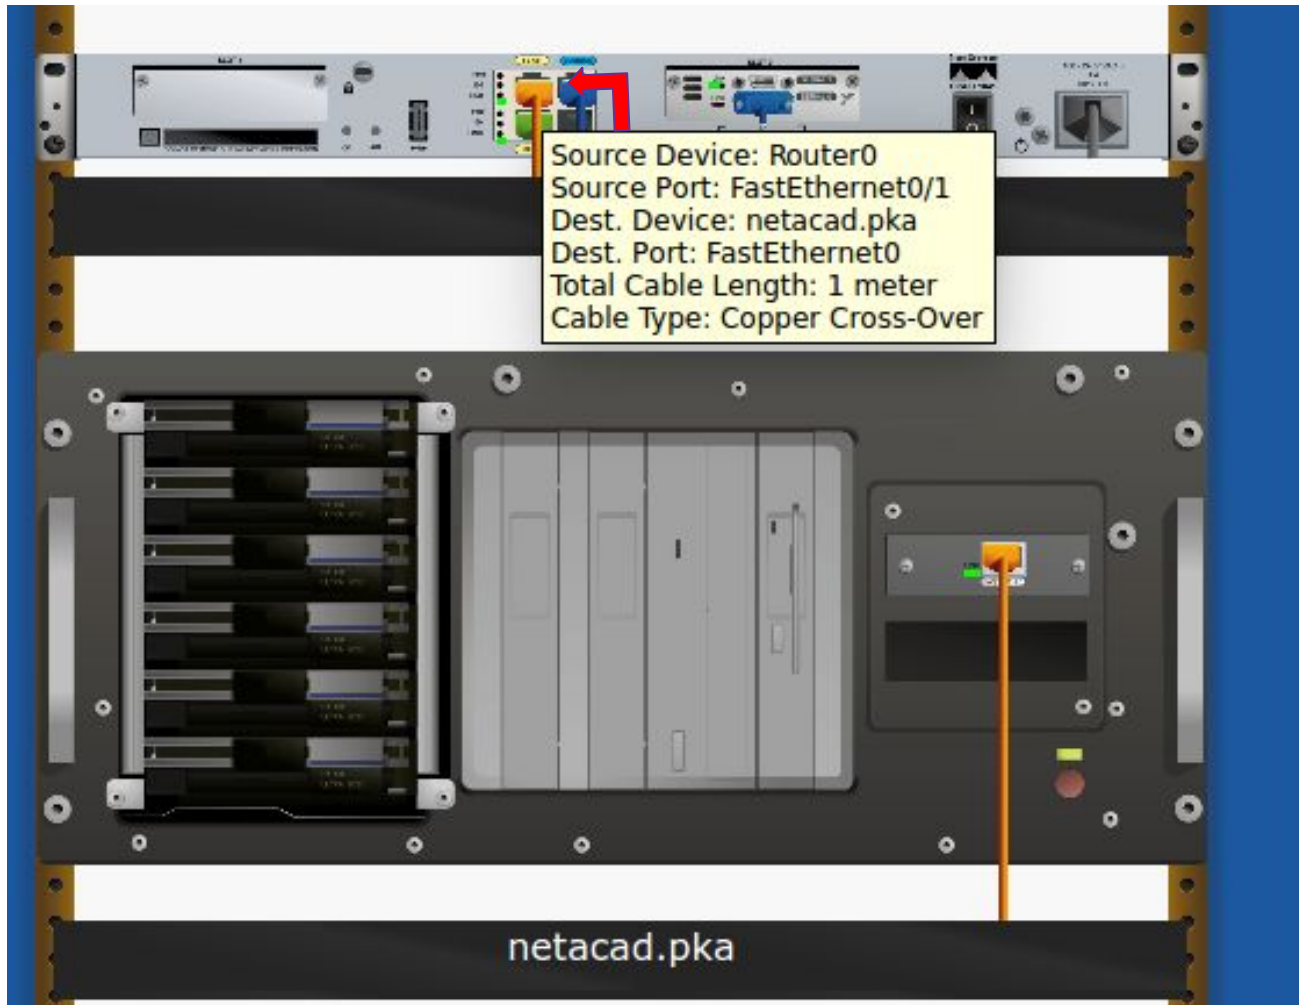 Source Device: Router0
Source Port: FastEthernet0/1
Dest. Device: netacad.pka
Dest. Port: FastEthernet0
Total Cable Length: 1 meter
Cable Type: Copper Cross-Over
netacad.pka